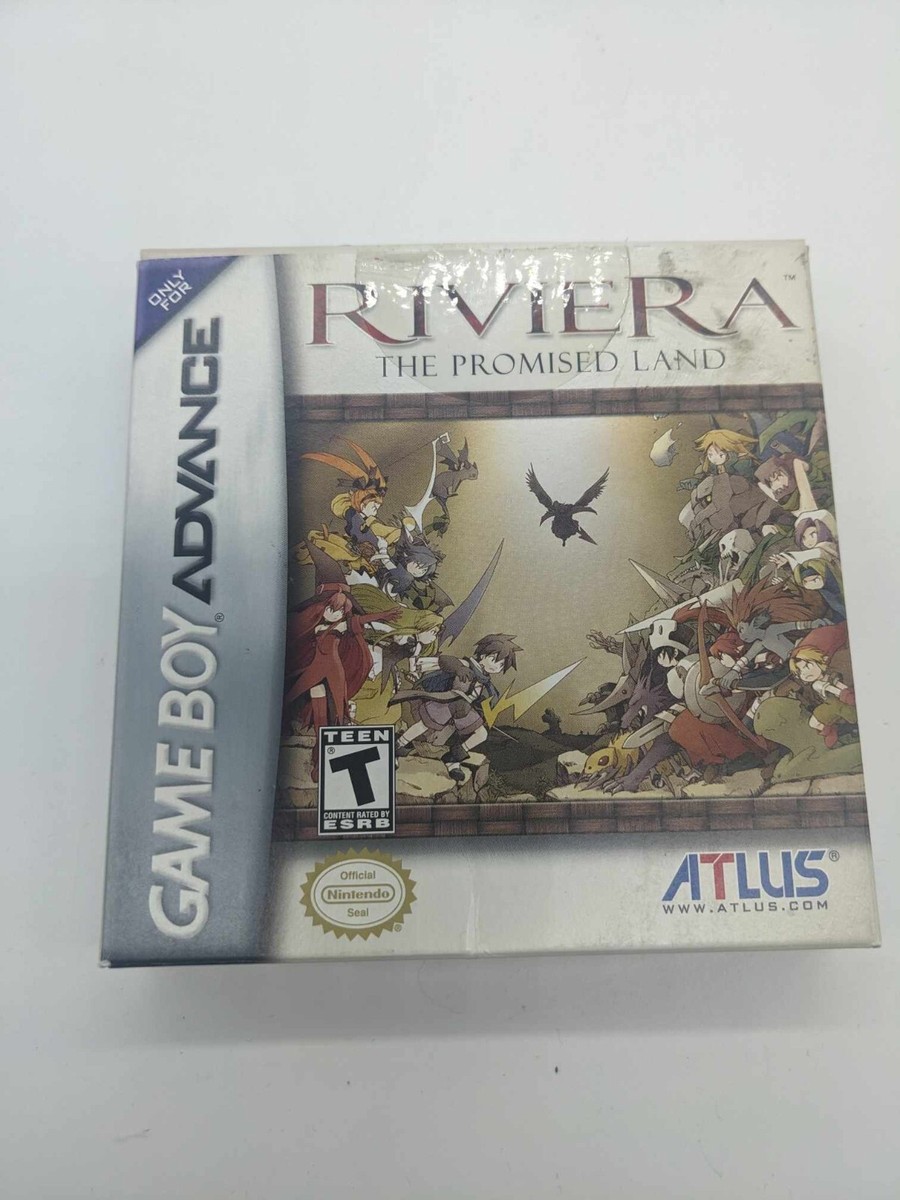 ONLY
FOR
GAME BOY ADVANCE
®
RIVIERA™
THE PROMISED LAND
TEEN
®
T
CONTENT RATED BY
ESRB
Official
Nintendo
Seal
®
ATLUS®
WWW.ATLUS.COM